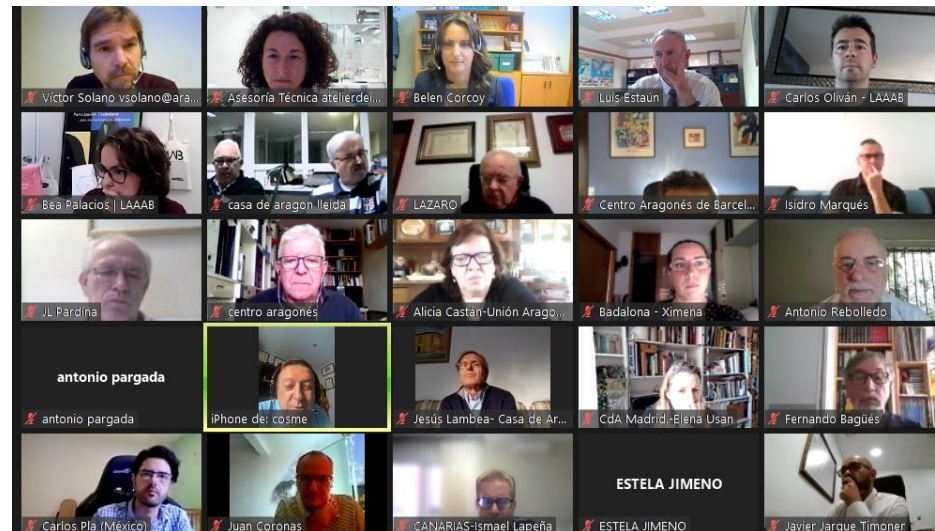 Víctor Solano vsolano@ara...
Asesoría Técnica atelierdei...
Belen Corcoy
Luis Estaún
Carlos Oliván - LAAAB
Participación Ciudadana
Bea Palacios | LAAAB
casa de aragon lleida
LAZARO
Centro Aragonés de Barcel...
Isidro Marqués
JL Pardina
centro aragonés
Alicia Castán-Unión Arago...
Badalona - Ximena
Antonio Rebolledo
antonio pargada
antonio pargada
iPhone de: cosme
Jesús Lambea- Casa de Ar...
CdA Madrid.-Elena Usan
Fernando Bagüés
Carlos Pla (México)
Juan Coronas
CANARIAS-Ismael Lapeña
ESTELA JIMENO
ESTELA JIMENO
Javier Jarque Timoner